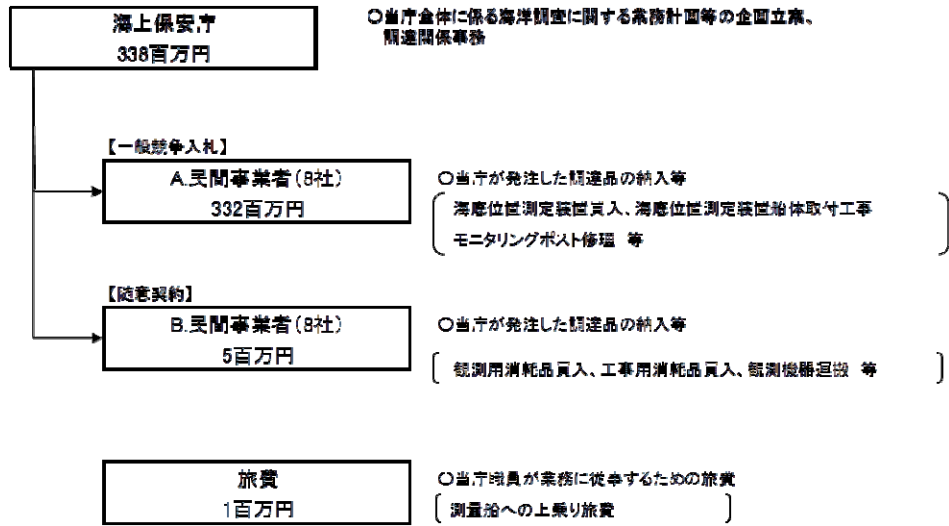 海上保安庁
338百万円
〇当庁全体に係る海洋調査に関する業務計画等の企画立案、
調達関係事務
【一般競争入札】
A.民間事業者(8社)
332百万円
〇当庁が発注した調達品の納入等
海底位置測定装置買入、海底位置測定装置船体取付工事
モニタリングポスト修理 等
【随意契約】
B.民間事業者(8社)
5百万円
〇当庁が発注した調達品の納入等
観測用消耗品買入、工事用消耗品買入、観測機器運搬 等
旅費
1百万円
〇当庁職員が業務に従事するための旅費
測量船への上乗り旅費